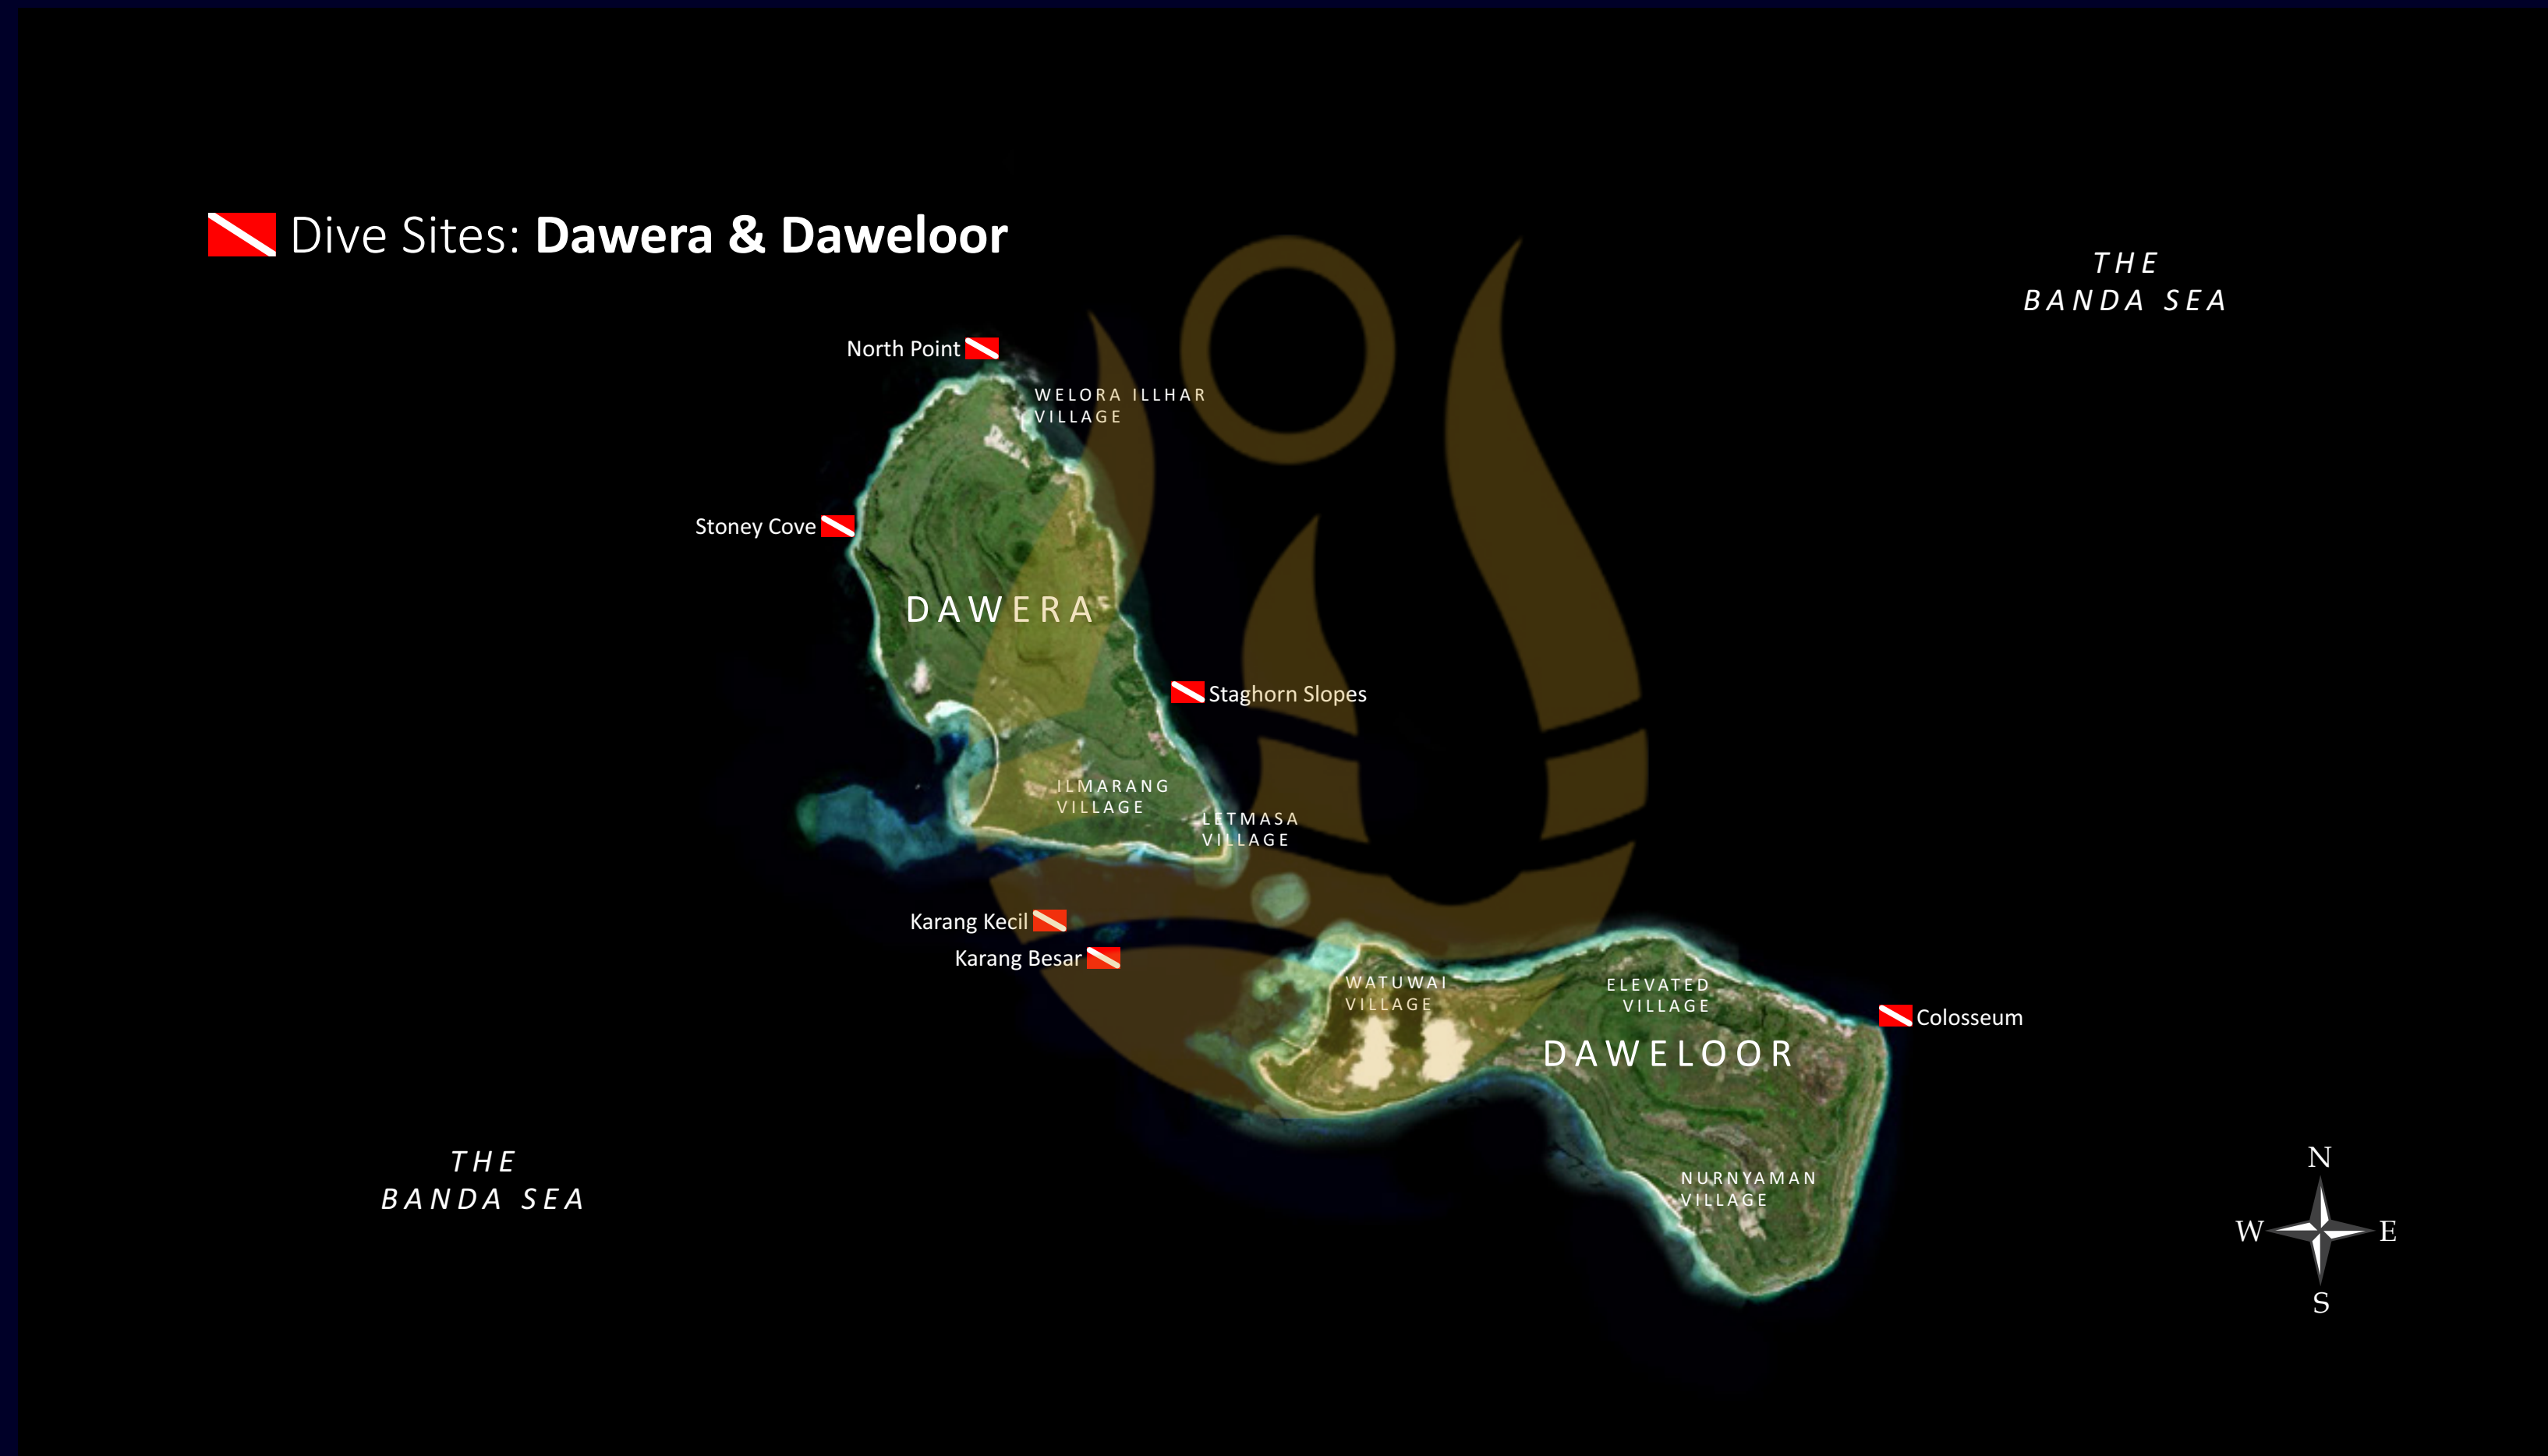 Dive Sites: Dawera & Daweloor
THE
BANDA SEA
North Point
WELORA ILLHAR
VILLAGE
Stoney Cove
DAWERA
Staghorn Slopes
ILMARANG
VILLAGE
LETMASA
VILLAGE
Karang Kecil
Karang Besar
WATUWAI
VILLAGE
ELEVATED
VILLAGE
Colosseum
DAWELOOR
THE
BANDA SEA
NURNYAMAN
VILLAGE
N
W E
S